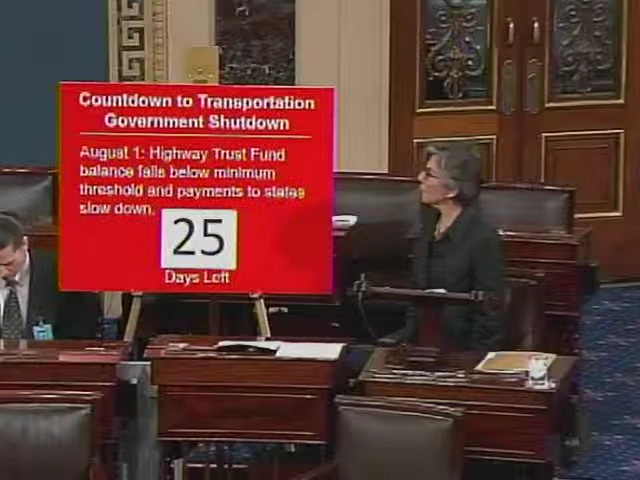 Countdown to Transportation
Government Shutdown
August 1: Highway Trust Fund
balance falls below minimum
threshold and payments to states
slow down.
25
Days Left